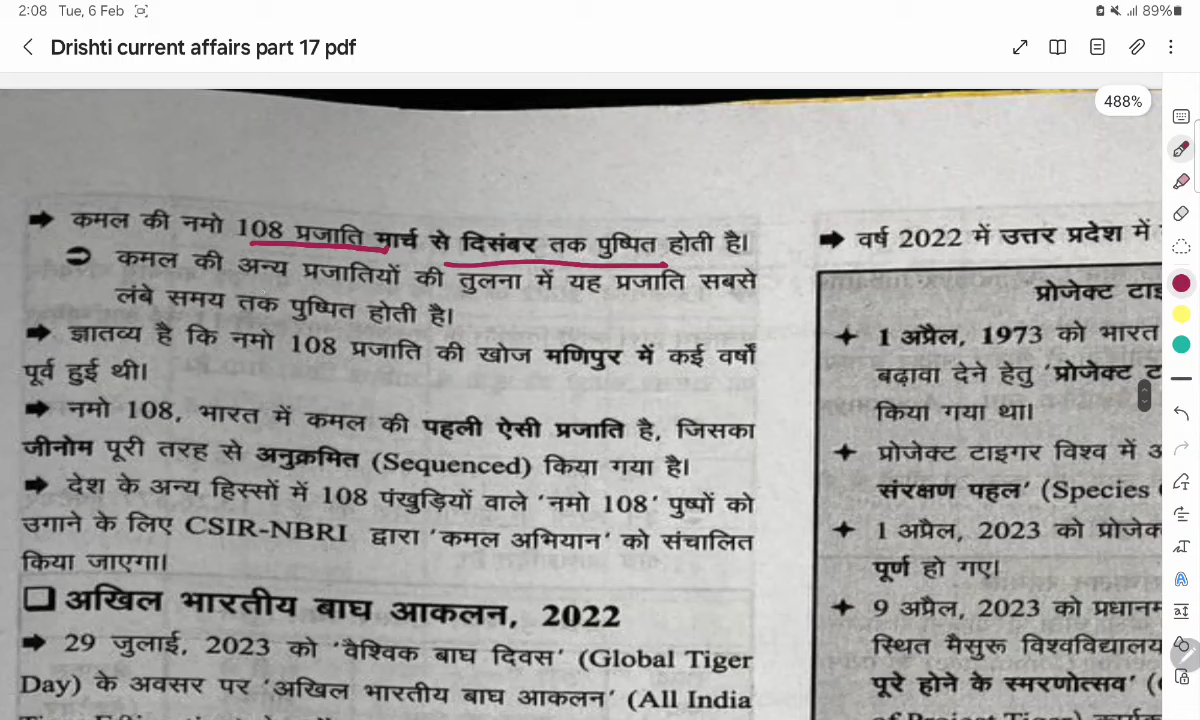 2:08 Tue, 6 Feb
89%
Drishti current affairs part 17 pdf
488%
कमल की नमो 108 प्रजाति मार्च से दिसंबर तक पुष्पित होती है।
कमल की अन्य प्रजातियों की तुलना में यह प्रजाति सबसे
लंबे समय तक पुष्पित होती है।
ज्ञातव्य है कि नमो 108 प्रजाति की खोज मणिपुर में कई वर्षों
पूर्व हुई थी।
नमो 108, भारत में कमल की पहली ऐसी प्रजाति है, जिसका
जीनोम पूरी तरह से अनुक्रमित (Sequenced) किया गया है।
देश के अन्य हिस्सों में 108 पंखुड़ियों वाले 'नमो 108' पुष्पों को
उगाने के लिए CSIR-NBRI द्वारा 'कमल अभियान' को संचालित
किया जाएगा।
अखिल भारतीय बाघ आकलन, 2022
29 जुलाई, 2023 को 'वैश्विक बाघ दिवस' (Global Tiger
Day) के अवसर पर 'अखिल भारतीय बाघ आकलन' (All India
वर्ष 2022 में उत्तर प्रदेश में
प्रोजेक्ट टाइ
1 अप्रैल, 1973 को भारत
बढ़ावा देने हेतु 'प्रोजेक्ट ट
किया गया था।
प्रोजेक्ट टाइगर विश्व में अ
संरक्षण पहल' (Species
1 अप्रैल, 2023 को प्रोजेक
पूर्ण हो गए।
9 अप्रैल, 2023 को प्रधानम
स्थित मैसुरू विश्वविद्यालय
पूरे होने के स्मरणोत्सव' (
of Project Tiger)